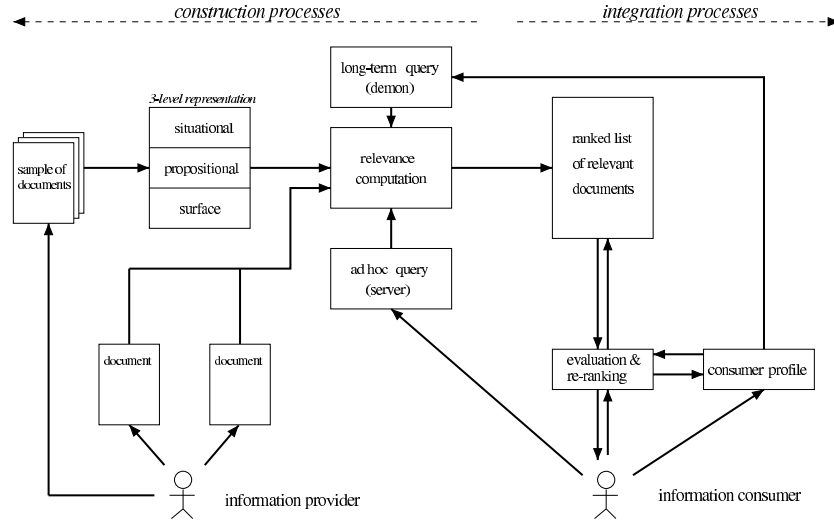 construction processes
integration processes
long-term query
(demon)
3-level representation
situational
propositional
surface
sample of
documents
relevance
computation
ranked list
of relevant
documents
ad hoc query
(server)
document
document
evaluation &
re-ranking
consumer profile
information provider
information consumer